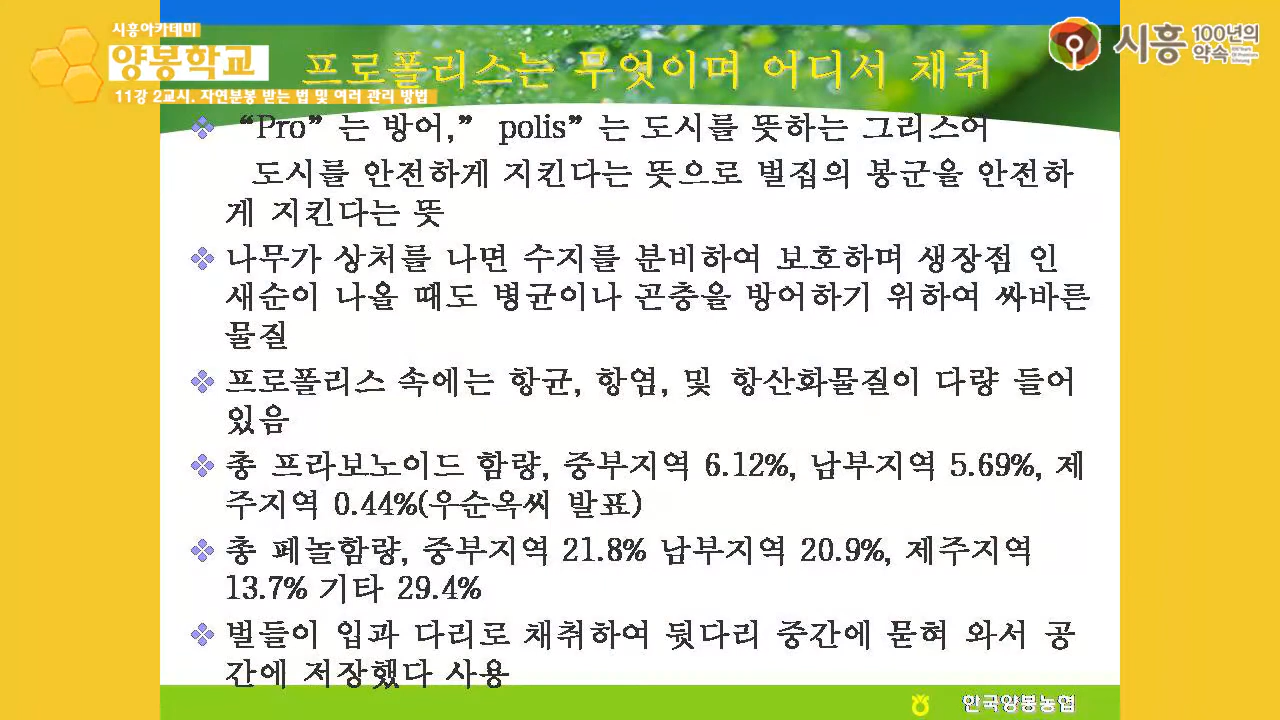 시흥아카데미
양봉학교
11강 2교시. 자연분봉 받는 법 및 여러 관리 방법
시흥 100년의 약속
프로폴리스는 무엇이며 어디서 채취
“Pro”는 방어,” polis”는 도시를 뜻하는 그리스어
도시를 안전하게 지킨다는 뜻으로 벌집의 봉군을 안전하
게 지킨다는 뜻
나무가 상처를 나면 수지를 분비하여 보호하며 생장점 인
새순이 나올 때도 병균이나 곤충을 방어하기 위하여 싸바른
물질
프로폴리스 속에는 항균, 항염, 및 항산화물질이 다량 들어
있음
총 프라보노이드 함량, 중부지역 6.12%, 남부지역 5.69%, 제
주지역 0.44%(우순옥씨 발표)
총 페놀함량, 중부지역 21.8% 남부지역 20.9%, 제주지역
13.7% 기타 29.4%
벌들이 입과 다리로 채취하여 뒷다리 중간에 묻혀 와서 공
간에 저장했다 사용
한국양봉농협